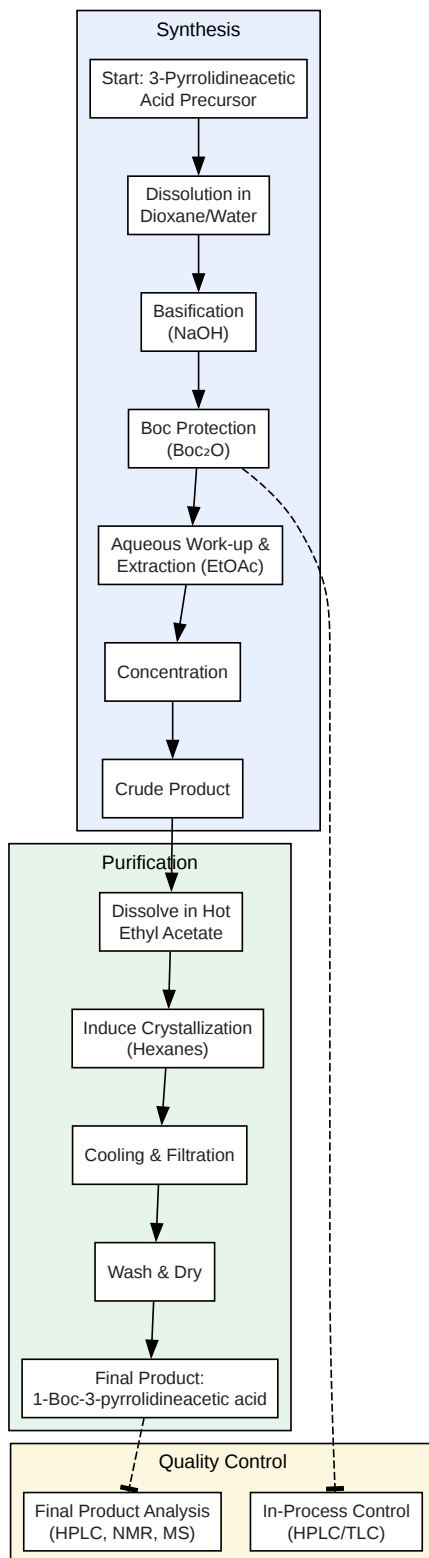 Synthesis
Start: 3-Pyrrolidineacetic
Acid Precursor
Dissolution in
Dioxane/Water
Basification
(NaOH)
Boc Protection
(Boc₂O)
Aqueous Work-up &
Extraction (EtOAc)
Concentration
Crude Product
Purification
Dissolve in Hot
Ethyl Acetate
Induce Crystallization
(Hexanes)
Cooling & Filtration
Wash & Dry
Final Product:
1-Boc-3-pyrrolidineacetic acid
Quality Control
Final Product Analysis
(HPLC, NMR, MS)
In-Process Control
(HPLC/TLC)